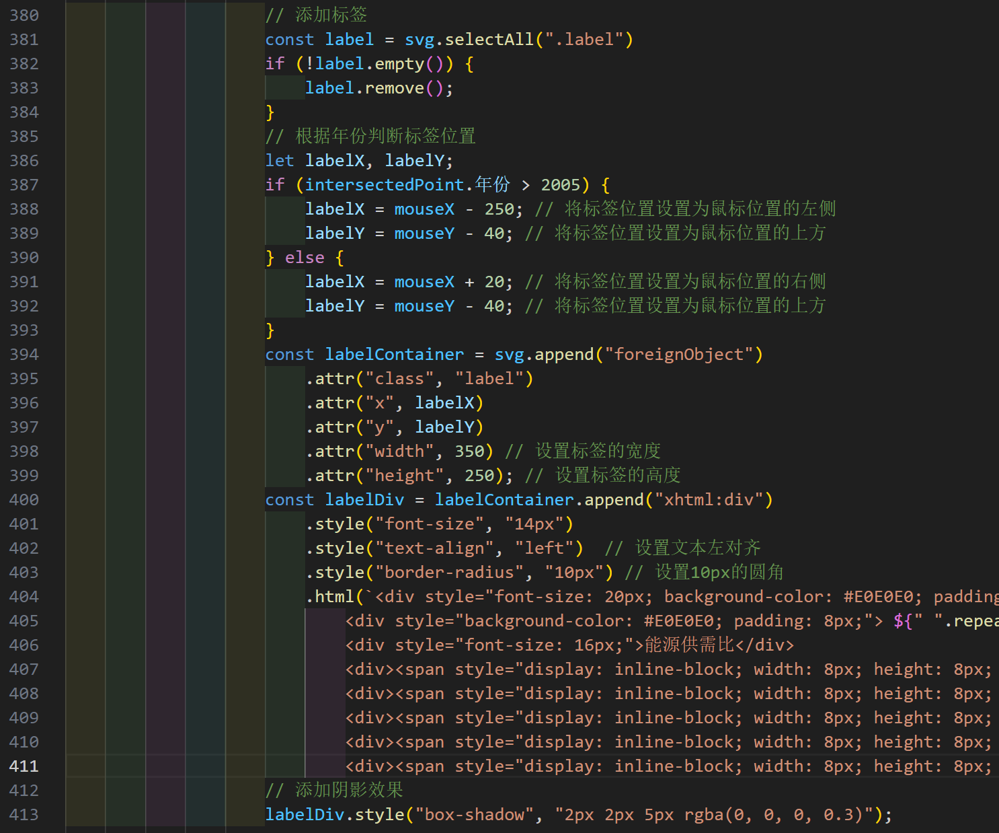 380 // 添加标签
381 const label = svg.selectAll(".label")
382 if (!label.empty()) {
383 label.remove();
384 }
385 // 根据年份判断标签位置
386 let labelX, labelY;
387 if (intersectedPoint.年份 > 2005) {
388 labelX = mouseX - 250; // 将标签位置设置为鼠标位置的左侧
389 labelY = mouseY - 40; // 将标签位置设置为鼠标位置的上方
390 } else {
391 labelX = mouseX + 20; // 将标签位置设置为鼠标位置的右侧
392 labelY = mouseY - 40; // 将标签位置设置为鼠标位置的上方
393 }
394 const labelContainer = svg.append("foreignObject")
395 .attr("class", "label")
396 .attr("x", labelX)
397 .attr("y", labelY)
398 .attr("width", 350) // 设置标签的宽度
399 .attr("height", 250); // 设置标签的高度
400 const labelDiv = labelContainer.append("xhtml:div")
401 .style("font-size", "14px")
402 .style("text-align", "left")  // 设置文本左对齐
403 .style("border-radius", "10px") // 设置10px的圆角
404 .html(`<div style="font-size: 20px; background-color: #E0E0E0; padding
405 <div style="background-color: #E0E0E0; padding: 8px;"> ${" ".repea
406 <div style="font-size: 16px;">能源供需比</div>
407 <div><span style="display: inline-block; width: 8px; height: 8px;
408 <div><span style="display: inline-block; width: 8px; height: 8px;
409 <div><span style="display: inline-block; width: 8px; height: 8px;
410 <div><span style="display: inline-block; width: 8px; height: 8px;
411 <div><span style="display: inline-block; width: 8px; height: 8px;
412 // 添加阴影效果
413 labelDiv.style("box-shadow", "2px 2px 5px rgba(0, 0, 0, 0.3)");